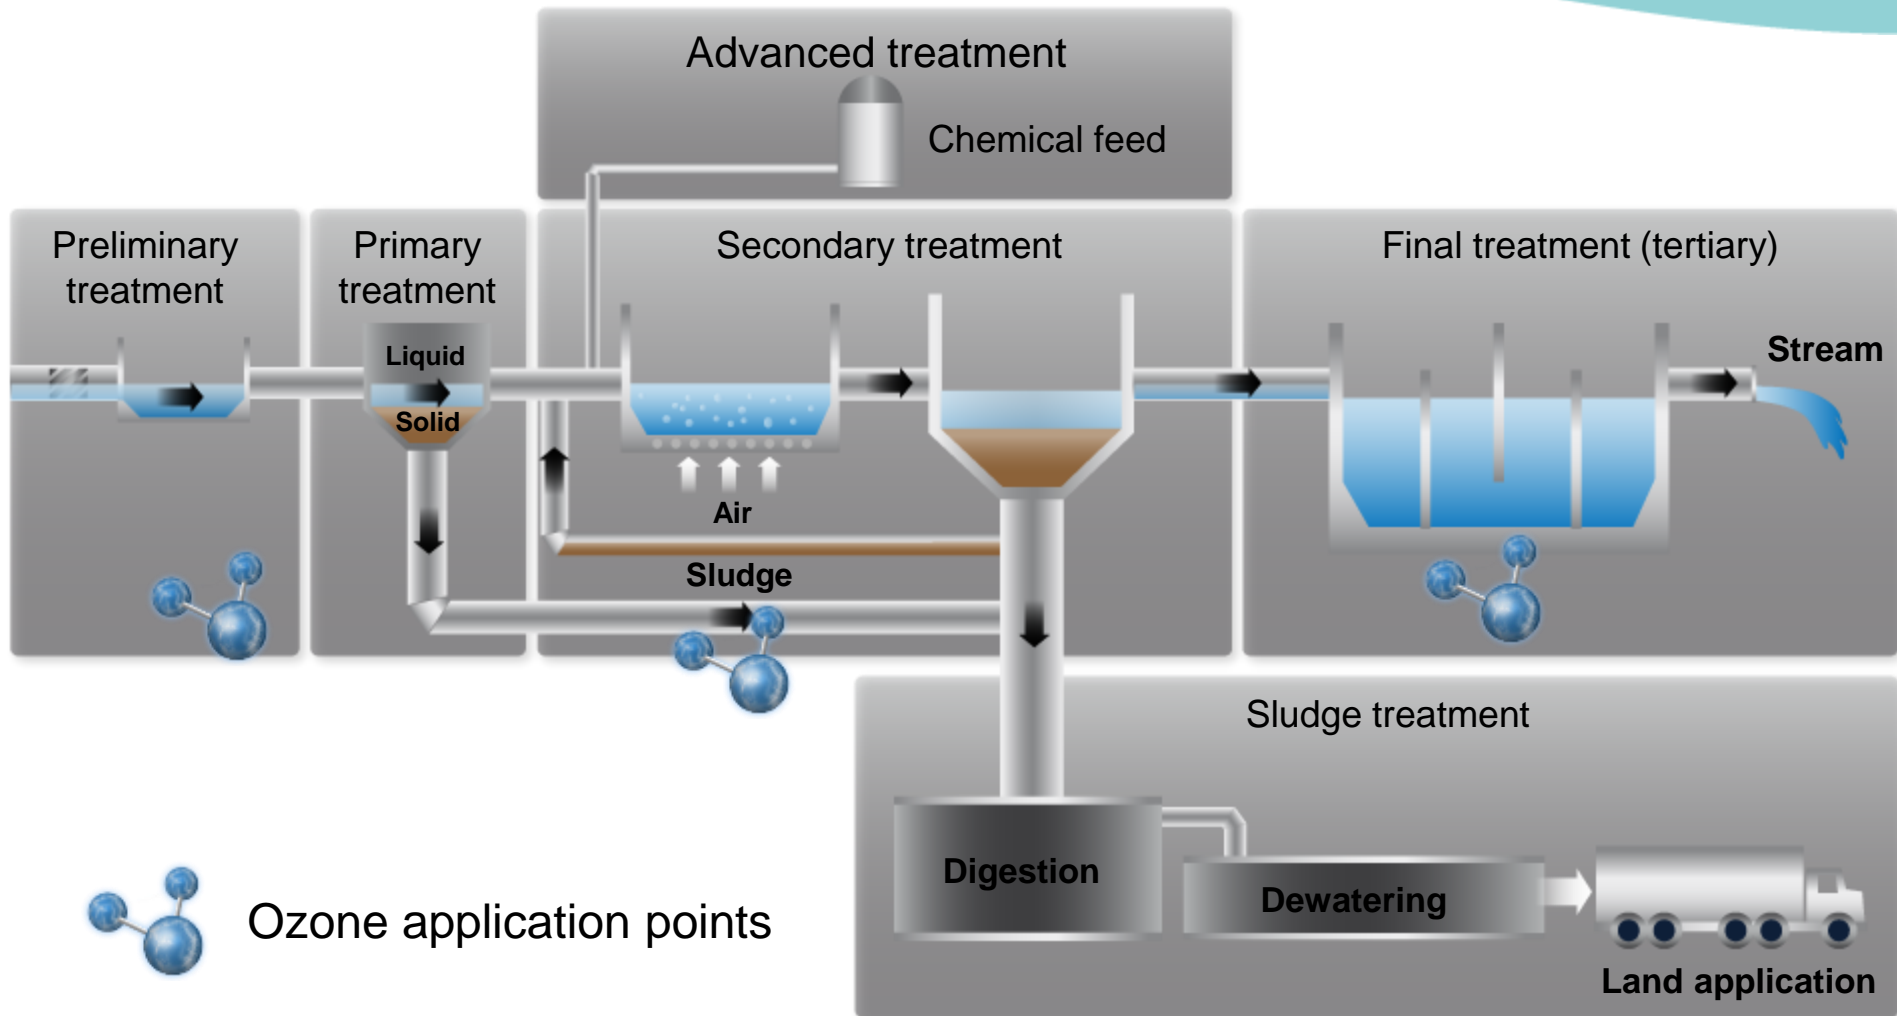 Advanced treatment
Chemical feed
Preliminary
treatment
Primary
treatment
Secondary treatment
Final treatment (tertiary)
Liquid
Solid
Stream
Air
Sludge
Sludge treatment
Digestion
Dewatering
Land application
Ozone application points